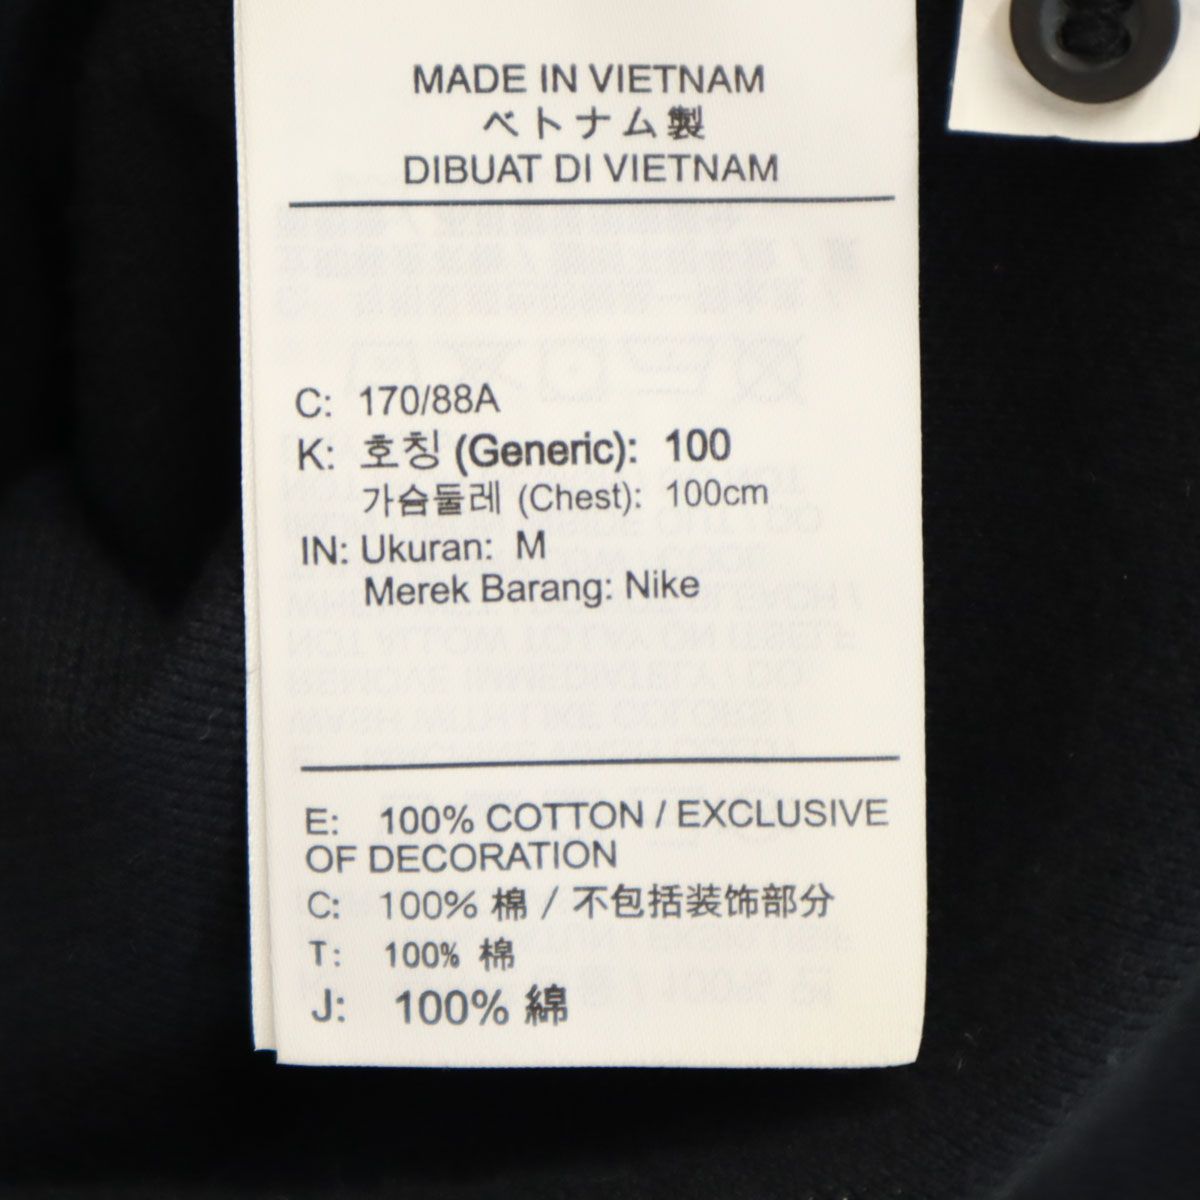 MADE IN VIETNAM
ベトナム製
DIBUAT DI VIETNAM
C: 170/88A
K: 호칭 (Generic): 100
가슴둘레 (Chest): 100cm
IN: Ukuran: M
Merek Barang: Nike
E: 100% COTTON / EXCLUSIVE
OF DECORATION
C: 100% 棉 / 不包括装饰部分
T: 100% 棉
J: 100% 綿